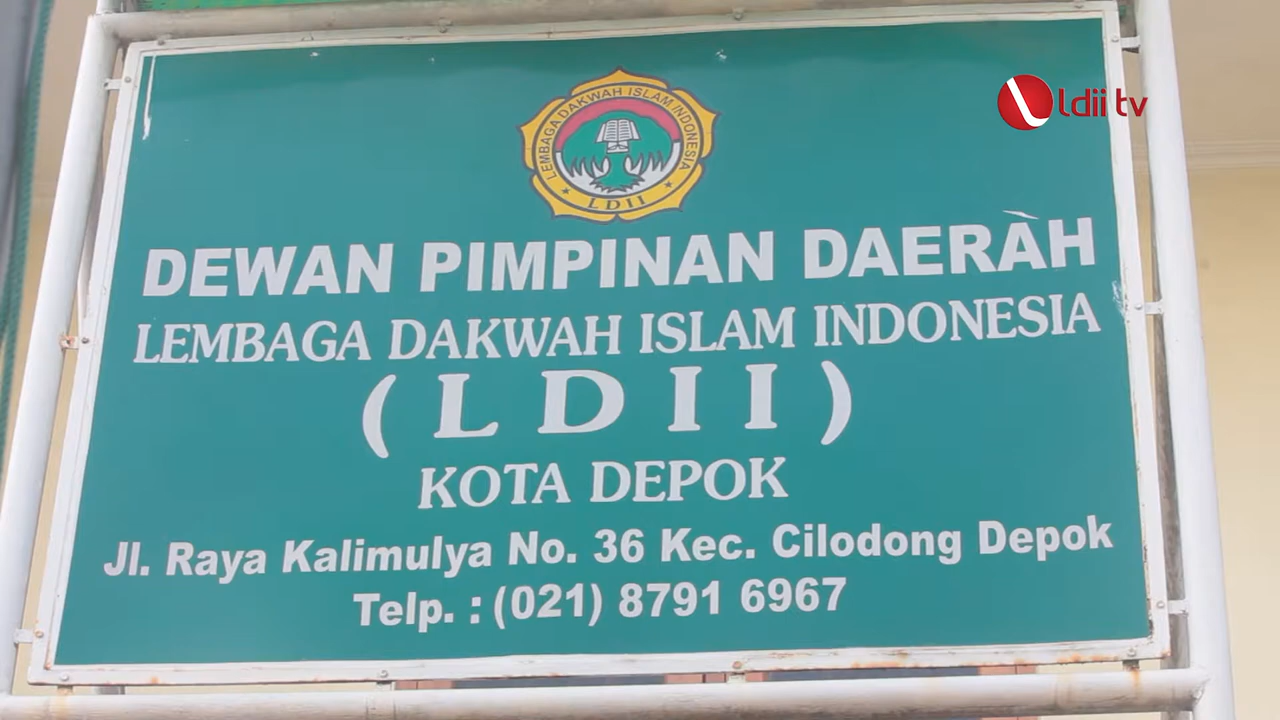 ldii tv
LEMBAGA DAKWAH ISLAM INDONESIA
LDII
DEWAN PIMPINAN DAERAH
LEMBAGA DAKWAH ISLAM INDONESIA
( L D I I )
KOTA DEPOK
Jl. Raya Kalimulya No. 36 Kec. Cilodong Depok
Telp. : (021) 8791 6967